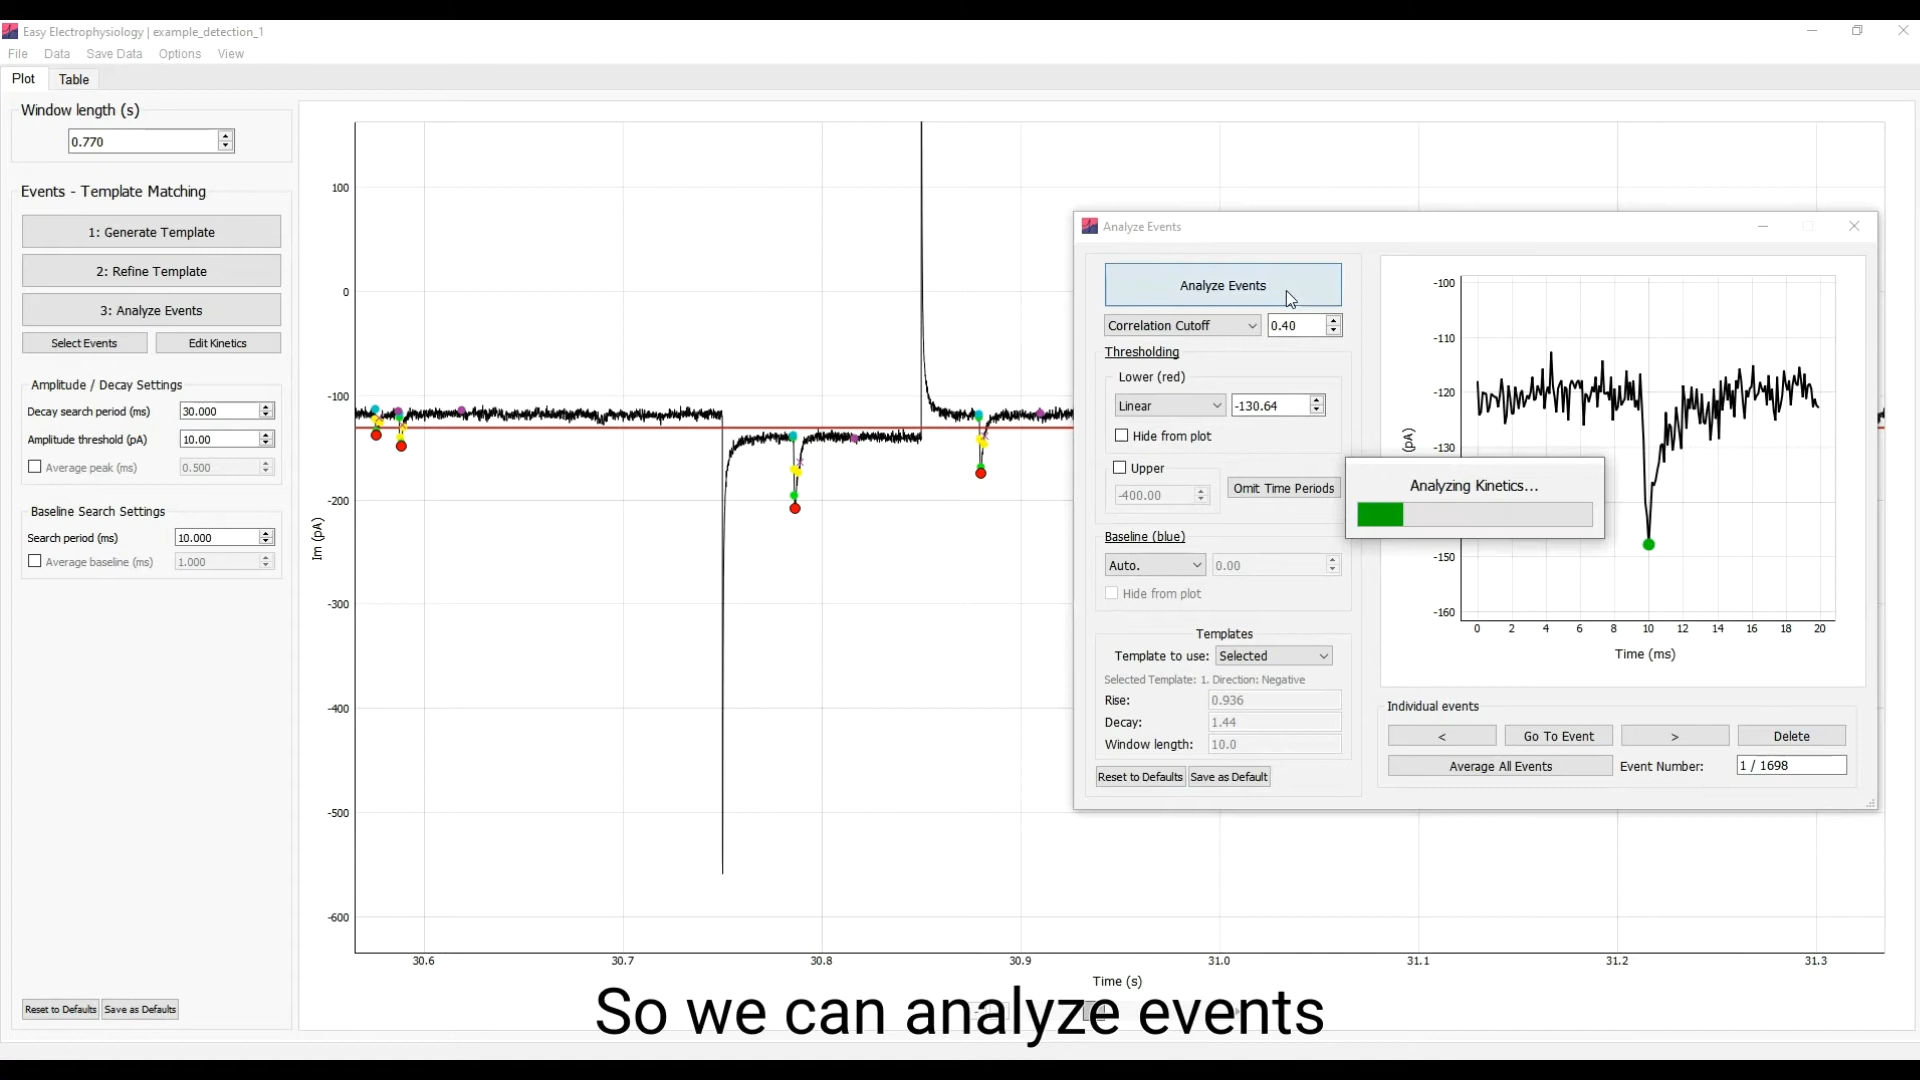 Easy Electrophysiology | example_detection_1
File Data Save Data Options View
Plot Table
Window length (s)
0.770
Events - Template Matching
1: Generate Template
2: Refine Template
3: Analyze Events
Select Events Edit Kinetics
Amplitude / Decay Settings
Decay search period (ms) 30.000
Amplitude threshold (pA) 10.00
Average peak (ms) 0.500
Baseline Search Settings
Search period (ms) 10.000
Average baseline (ms) 1.000
Reset to Defaults Save as Defaults
100
0
-100
-200
-300
-400
-500
-600
Im (pA)
30.6 30.7 30.8 30.9 31.0 31.1 31.2 31.3
Time (s)
Analyze Events
Analyze Events
Correlation Cutoff 0.40
Thresholding
Lower (red)
Linear -130.64
Hide from plot
Upper
-400.00 Omit Time Periods
Baseline (blue)
Auto. 0.00
Hide from plot
Templates
Template to use: Selected
Selected Template: 1. Direction: Negative
Rise: 0.936
Decay: 1.44
Window length: 10.0
Reset to Defaults Save as Default
-100
-110
-120
-130
-150
-160
(pA)
0 2 4 6 8 10 12 14 16 18 20
Time (ms)
Analyzing Kinetics...
Individual events
< Go To Event > Delete
Average All Events Event Number: 1 / 1698
So we can analyze events